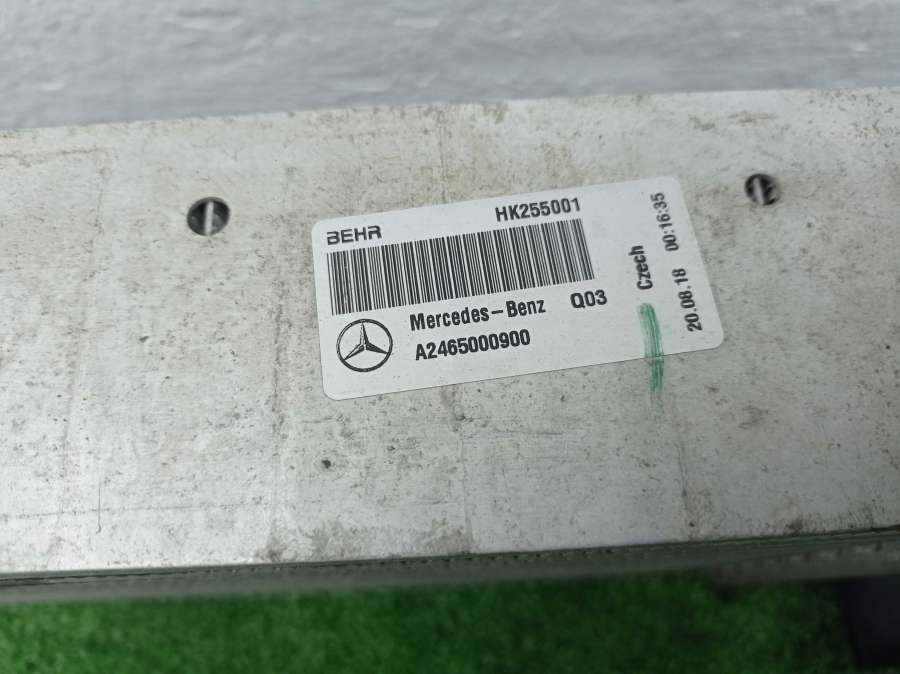 BEHR HK255001
Mercedes-Benz Q03
A2465000900
Czech
20.08.18 00:16:35